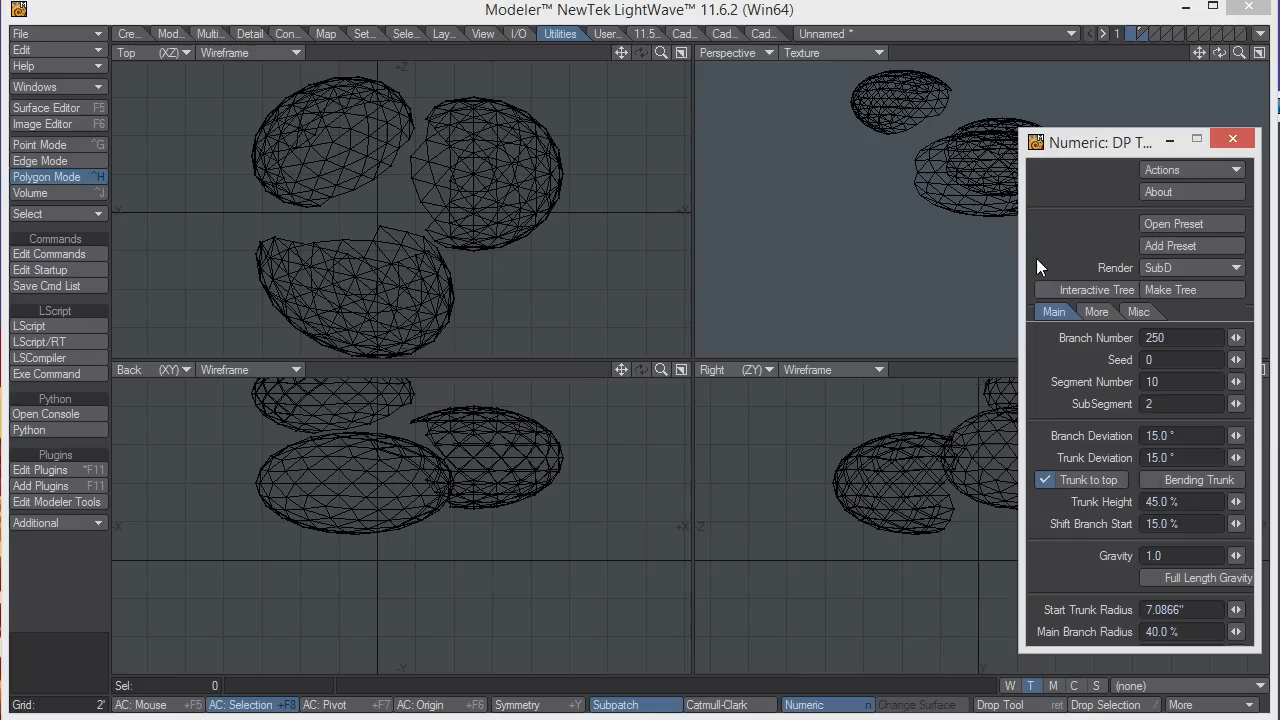 Modeler™ NewTek LightWave™ 11.6.2 (Win64)
File Cre... Mod... Multi... Detail Con... Map Set... Sele... Lay... View I/O Utilities User... 11.5... Cad... Cad... Cad... Unnamed * 1
Edit
Help
Windows
Surface Editor F5
Image Editor F6
Point Mode ^G
Edge Mode
Polygon Mode ^H
Volume ^J
Select
Commands
Edit Commands
Edit Startup
Save Cmd List
LScript
LScript
LScript/RT
LSCompiler
Exe Command
Python
Open Console
Python
Plugins
Edit Plugins *F11
Add Plugins F11
Edit Modeler Tools
Additional
Grid: 2'
Top (XZ) Wireframe
+Z
-X
+X
Perspective Texture
Back (XY) Wireframe
-X
+X
-Y
Right (ZY) Wireframe
-Z
-Y
Numeric: DP T...
Actions
About
Open Preset
Add Preset
Render SubD
Interactive Tree Make Tree
Main More Misc
Branch Number 250
Seed 0
Segment Number 10
SubSegment 2
Branch Deviation 15.0 °
Trunk Deviation 15.0 °
Trunk to top Bending Trunk
Trunk Height 45.0 %
Shift Branch Start 15.0 %
Gravity 1.0
Full Length Gravity
Start Trunk Radius 7.0866"
Main Branch Radius 40.0 %
Sel: 0 W T M C S (none)
AC: Mouse +F5 AC: Selection +F8 AC: Pivot +F7 AC: Origin +F6 Symmetry +Y Subpatch Catmull-Clark Numeric n Change Surface Drop Tool ret Drop Selection / More